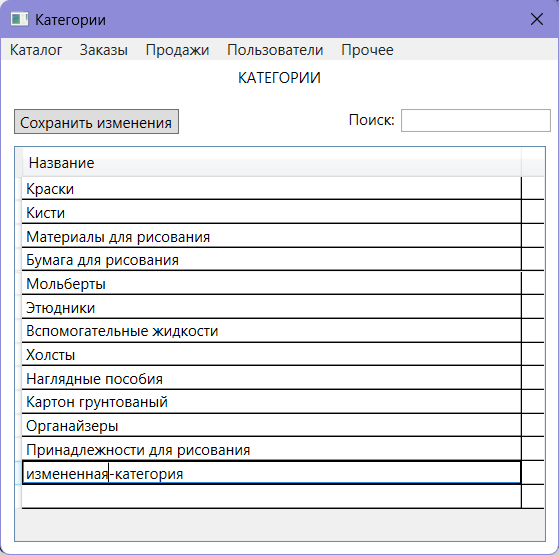 Категории
Каталог Заказы Продажи Пользователи Прочее
КАТЕГОРИИ
Сохранить изменения Поиск:
Название
Краски
Кисти
Материалы для рисования
Бумага для рисования
Мольберты
Этюдники
Вспомогательные жидкости
Холсты
Наглядные пособия
Картон грунтованый
Органайзеры
Принадлежности для рисования
измененная-категория